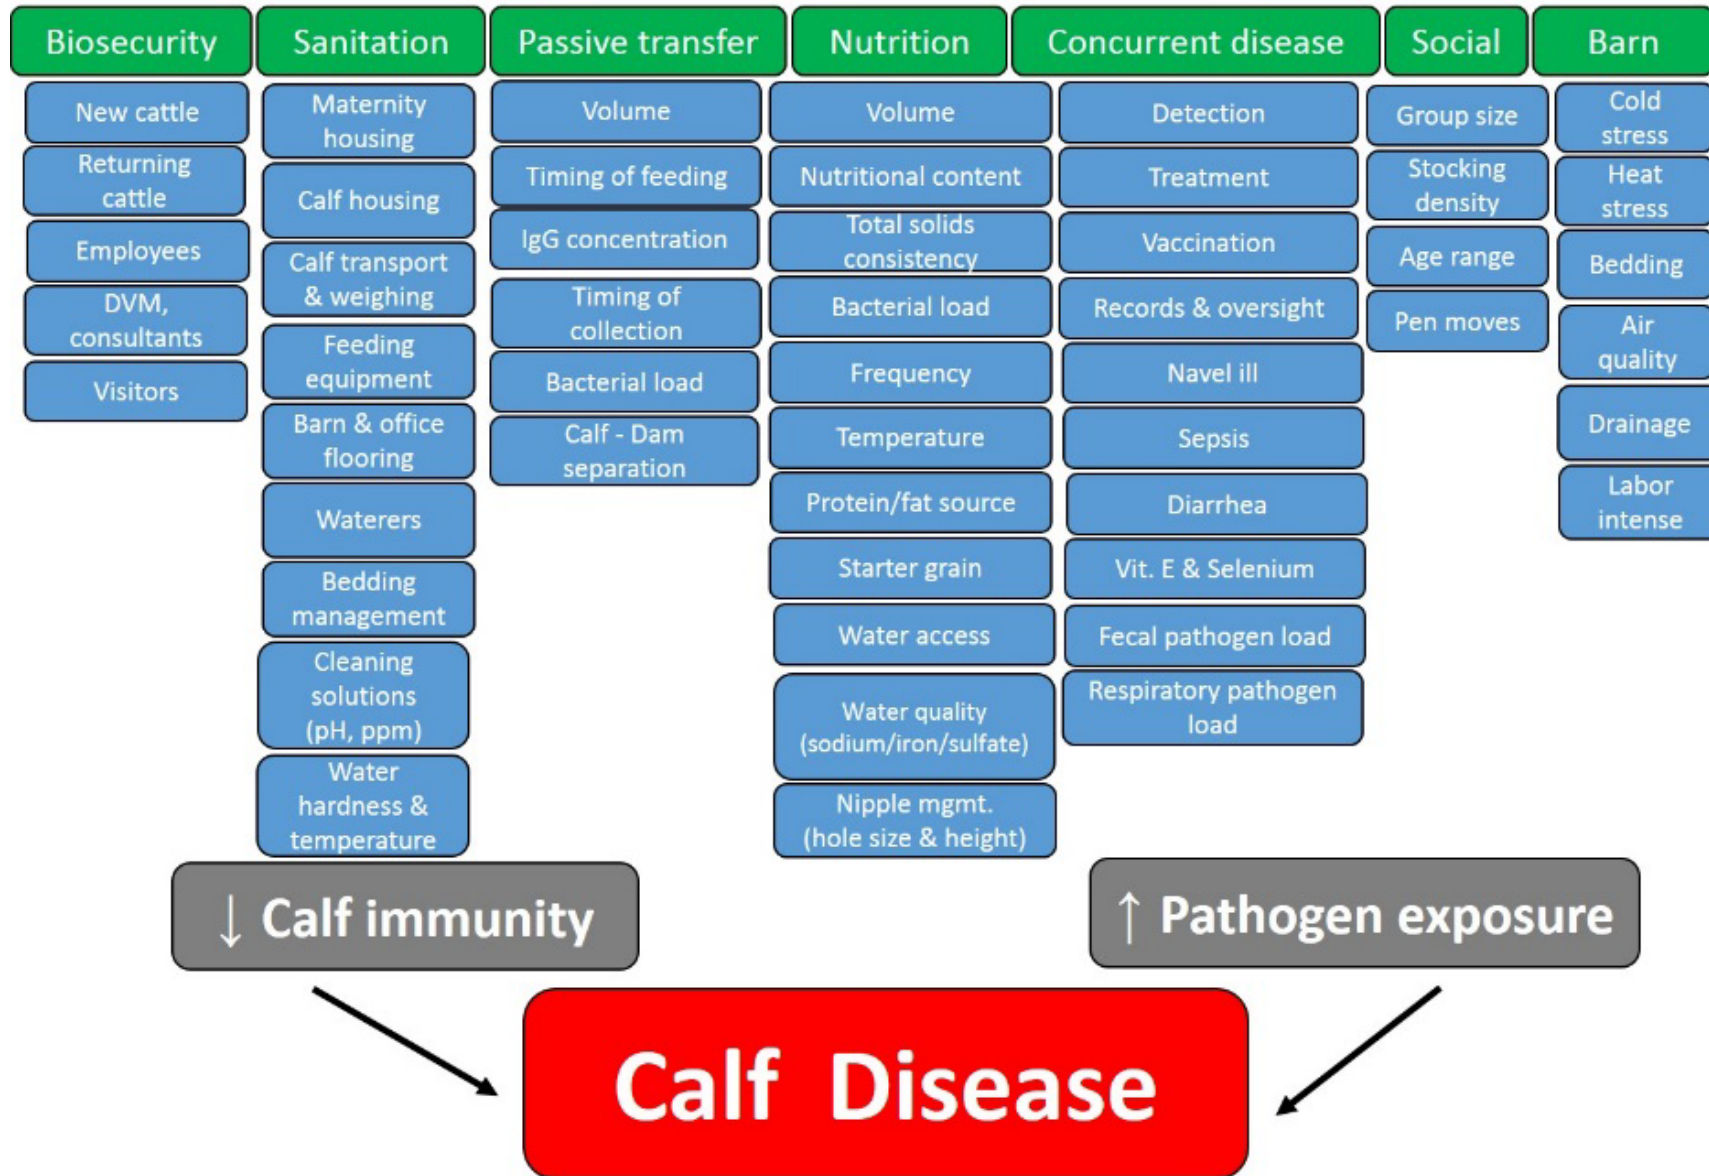 Biosecurity
New cattle
Returning
cattle
Employees
DVM,
consultants
Visitors
Sanitation
Maternity
housing
Calf housing
Calf transport
& weighing
Feeding
equipment
Barn & office
flooring
Waterers
Bedding
management
Cleaning
solutions
(pH, ppm)
Water
hardness &
temperature
Passive transfer
Volume
Timing of feeding
IgG concentration
Timing of
collection
Bacterial load
Calf - Dam
separation
Nutrition
Volume
Nutritional content
Total solids
consistency
Bacterial load
Frequency
Temperature
Protein/fat source
Starter grain
Water access
Water quality
(sodium/iron/sulfate)
Nipple mgmt.
(hole size & height)
Concurrent disease
Detection
Treatment
Vaccination
Records & oversight
Navel ill
Sepsis
Diarrhea
Vit. E & Selenium
Fecal pathogen load
Respiratory pathogen
load
Social
Group size
Stocking
density
Age range
Pen moves
Barn
Cold
stress
Heat
stress
Bedding
Air
quality
Drainage
Labor
intense
↓ Calf immunity
↑ Pathogen exposure
Calf Disease